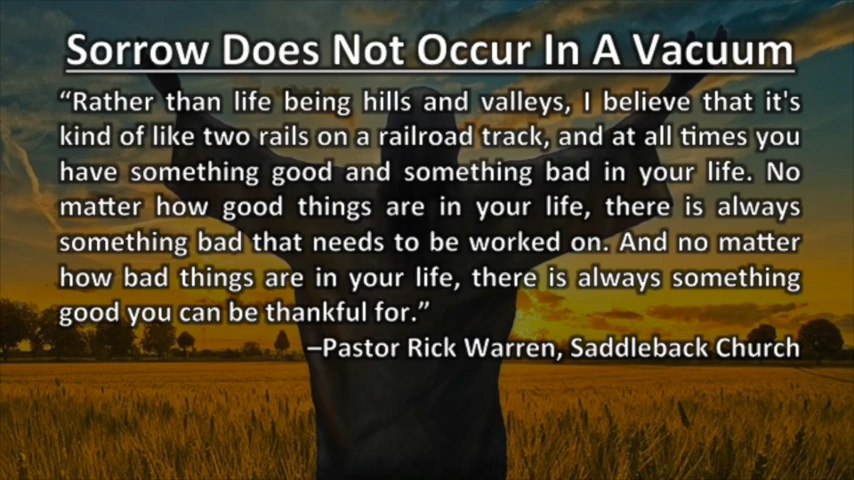 Sorrow Does Not Occur In A Vacuum
“Rather than life being hills and valleys, I believe that it's
kind of like two rails on a railroad track, and at all times you
have something good and something bad in your life. No
matter how good things are in your life, there is always
something bad that needs to be worked on. And no matter
how bad things are in your life, there is always something
good you can be thankful for.”
–Pastor Rick Warren, Saddleback Church